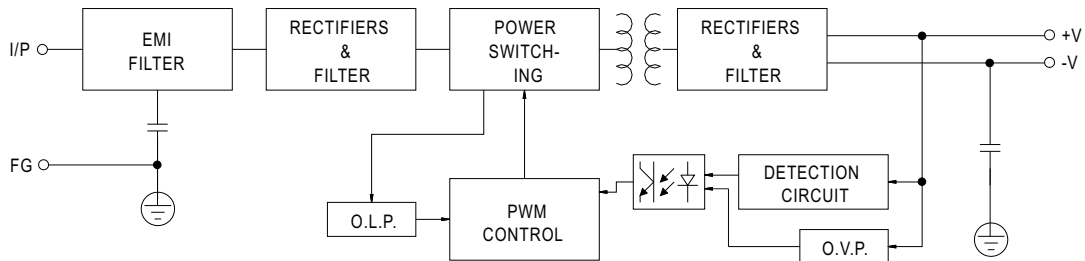 I/P
EMI
FILTER
RECTIFIERS
&
FILTER
POWER
SWITCH-
ING
RECTIFIERS
&
FILTER
+V
-V
FG
O.L.P.
PWM
CONTROL
DETECTION
CIRCUIT
O.V.P.